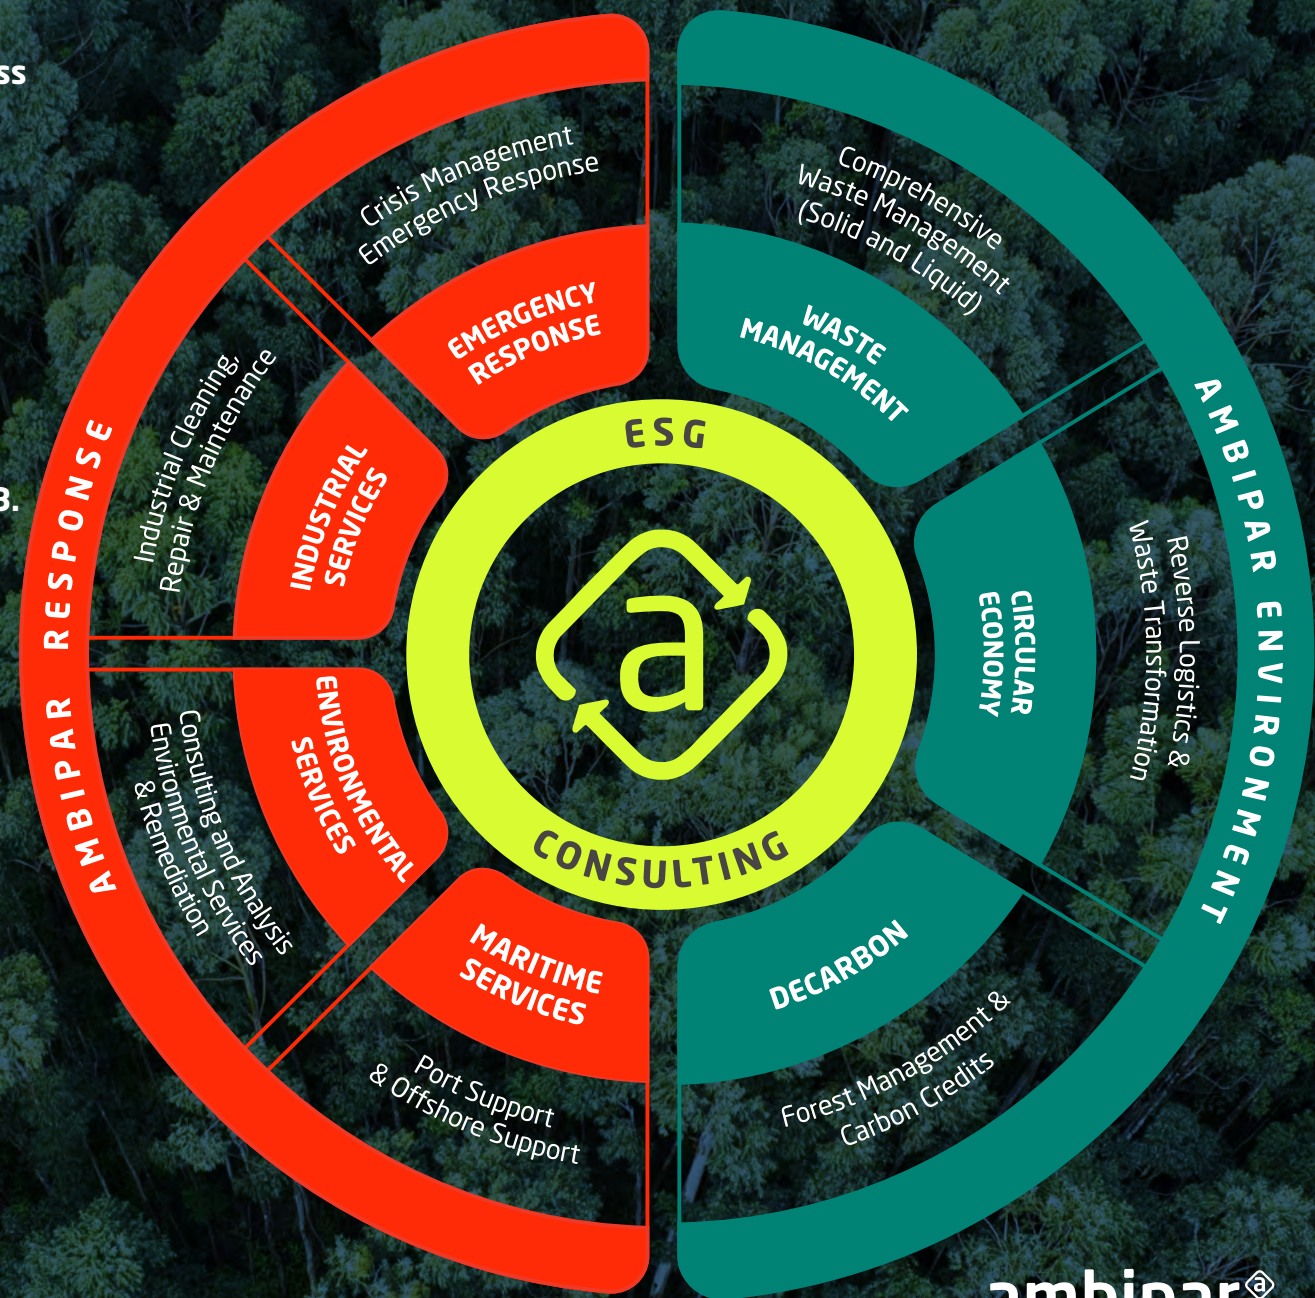 ss
3.
AMBIPAR RESPONSE
Crisis Management
Emergency Response
EMERGENCY
RESPONSE
Industrial Cleaning,
Repair & Maintenance
INDUSTRIAL
SERVICES
ENVIRONMENTAL
SERVICES
Consulting and Analysis
Environmental Services
& Remediation
MARITIME
SERVICES
Port Support
& Offshore Support
ESG
a
CONSULTING
AMBIPAR ENVIRONMENT
Comprehensive
Waste Management
(Solid and Liquid)
WASTE
MANAGEMENT
CIRCULAR
ECONOMY
Reverse Logistics &
Waste Transformation
DECARBON
Forest Management &
Carbon Credits
ambipar a